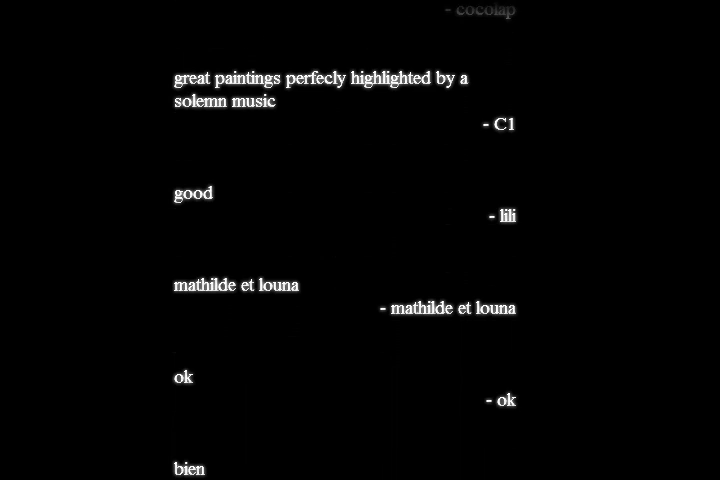 - cocolap
great paintings perfecly highlighted by a
solemn music
- C1
good
- lili
mathilde et louna
- mathilde et louna
ok
- ok
bien